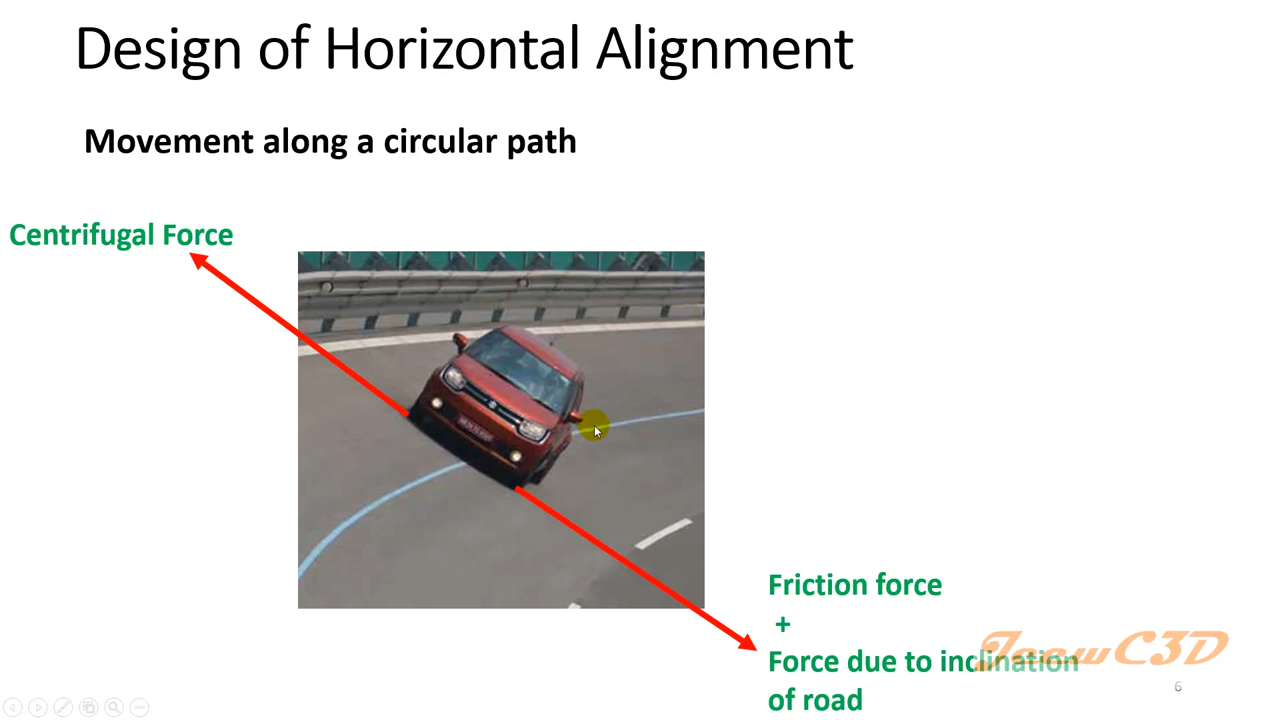 Design of Horizontal Alignment
Movement along a circular path
Centrifugal Force
Friction force
+
Force due to inclination
of road
6